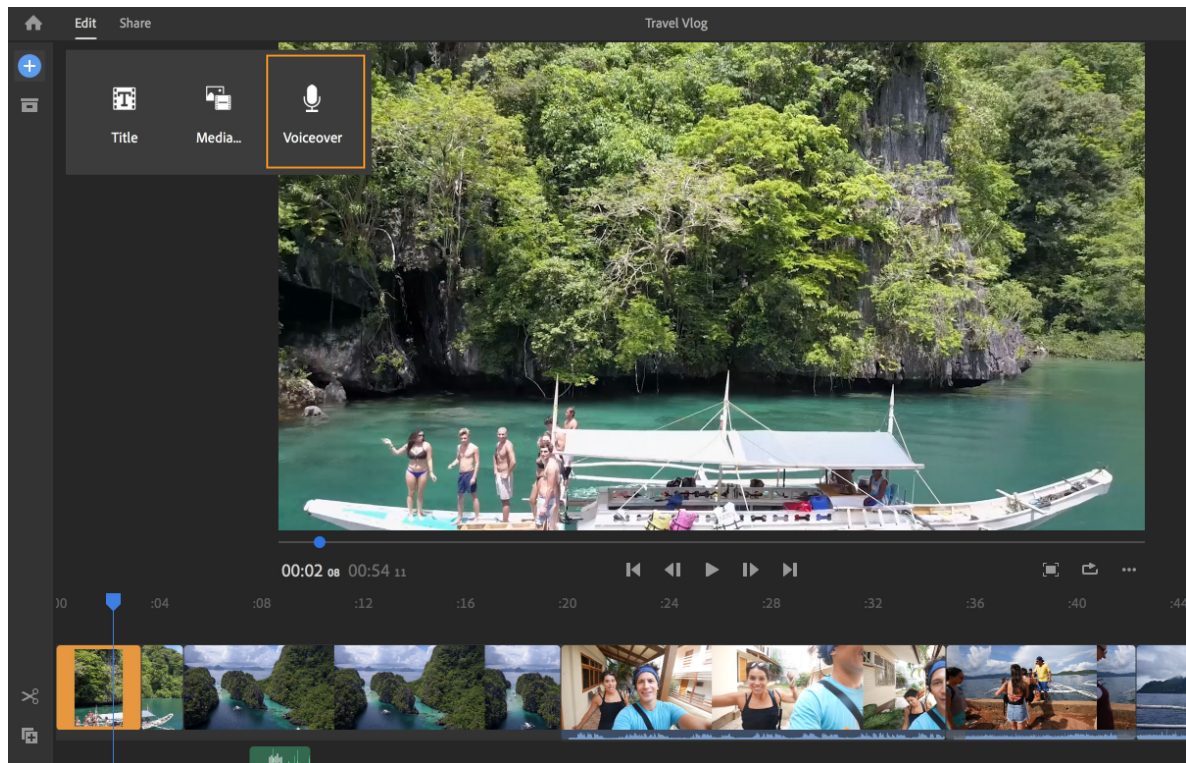 Edit Share Travel Vlog
Title Media... Voiceover
00:02 08 00:54 11
00 :04 :08 :12 :16 :20 :24 :28 :32 :36 :40 :44